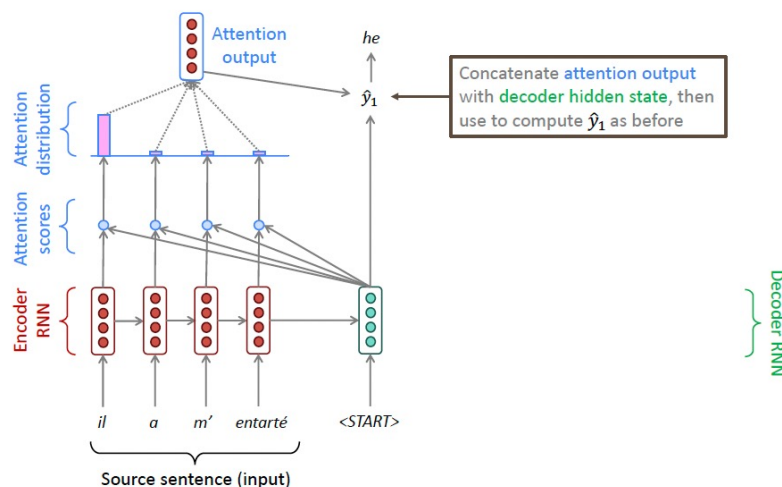 Attention
output
he
ŷ₁
Concatenate attention output
with decoder hidden state, then
use to compute ŷ₁ as before
Attention
distribution
Attention
scores
Encoder
RNN
Decoder RNN
il a m’ entarté <START>
Source sentence (input)